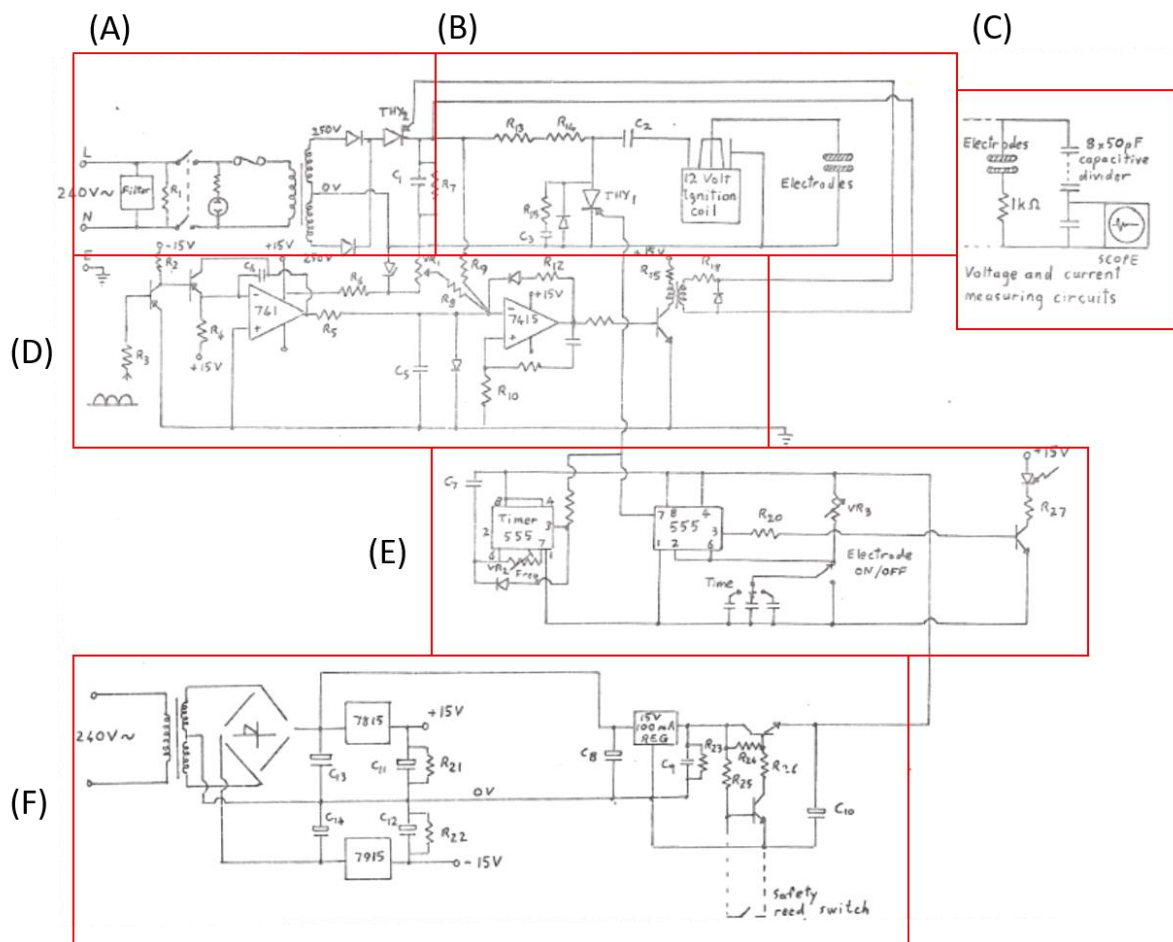 (A)
(B)
(C)
THY2
250V
L
240V~
Filter
R1
N
0V
250V
C1
R7
R13
R14
C2
THY1
R15
C3
12 Volt
Ignition
coil
Electrodes
Electrodes
8x50pF
capacitive
divider
1kΩ
SCOPE
Voltage and current
measuring circuits
(D)
E
-15V
R2
C4
+15V
741
-
+
R3
R4
+15V
R5
R6
VR1
R8
R9
C5
R12
+15V
7415
-
+
R10
+15V
R15
R18
(E)
C7
8
4
Timer
555
2
3
6
7
1
VR2
Freq
7
8
4
555
3
1
2
6
R20
VR3
Electrode
ON/OFF
Time
+15V
R27
(F)
240V~
7815
+15V
C13
C11
R21
0V
C14
C12
R22
7915
-15V
C8
15V
100mA
REG
C9
R23
R24
R25
R26
C10
Safety
reed switch